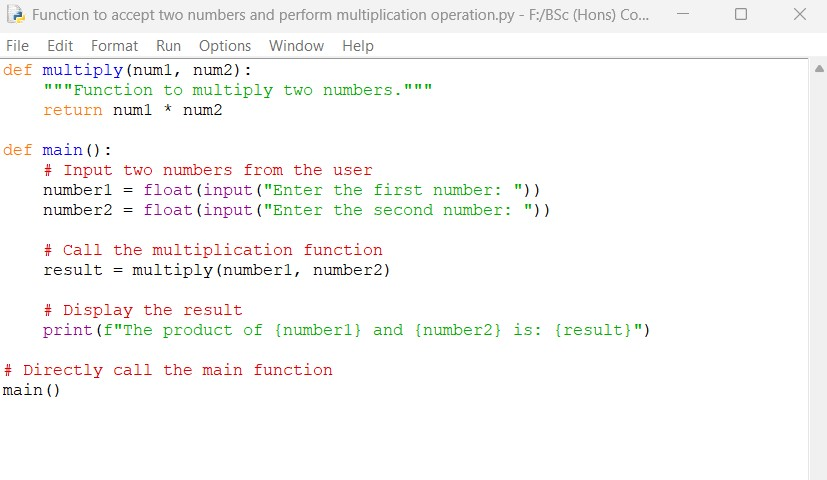 Function to accept two numbers and perform multiplication operation.py - F:/BSc (Hons) Co...
File Edit Format Run Options Window Help
def multiply(num1, num2):
    """Function to multiply two numbers."""
    return num1 * num2

def main():
    # Input two numbers from the user
    number1 = float(input("Enter the first number: "))
    number2 = float(input("Enter the second number: "))

    # Call the multiplication function
    result = multiply(number1, number2)

    # Display the result
    print(f"The product of {number1} and {number2} is: {result}")

# Directly call the main function
main()